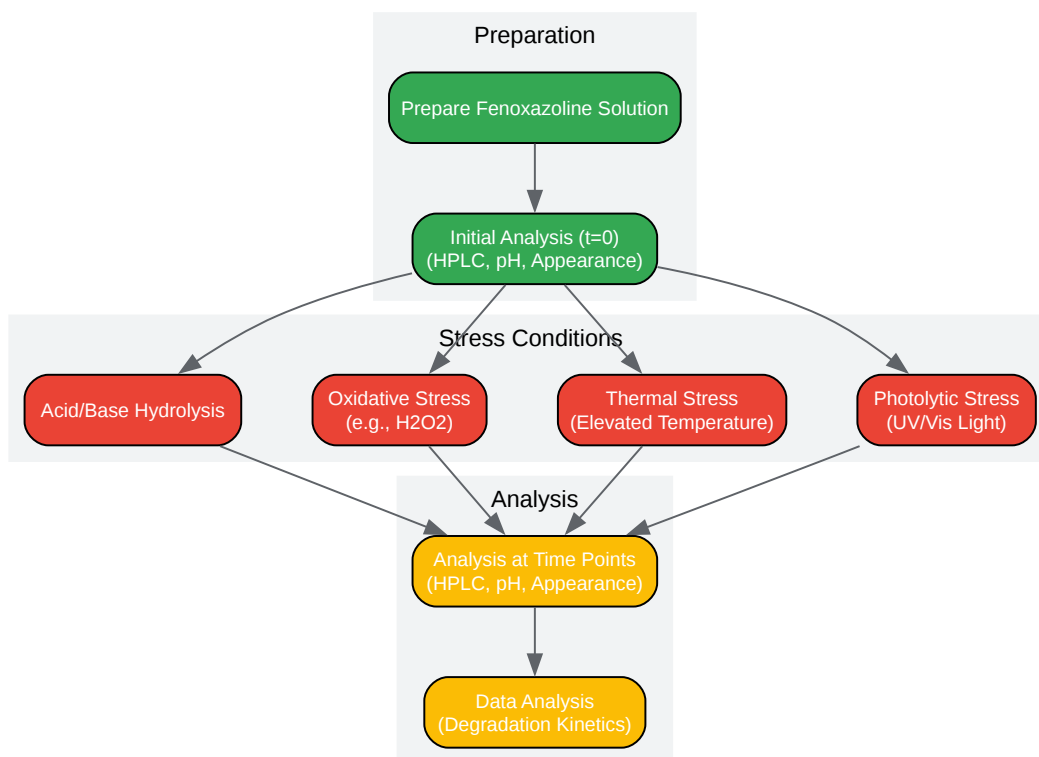 Preparation
Prepare Fenoxazoline Solution
Initial Analysis (t=0)
(HPLC, pH, Appearance)
Stress Conditions
Acid/Base Hydrolysis
Oxidative Stress
(e.g., H2O2)
Thermal Stress
(Elevated Temperature)
Photolytic Stress
(UV/Vis Light)
Analysis
Analysis at Time Points
(HPLC, pH, Appearance)
Data Analysis
(Degradation Kinetics)